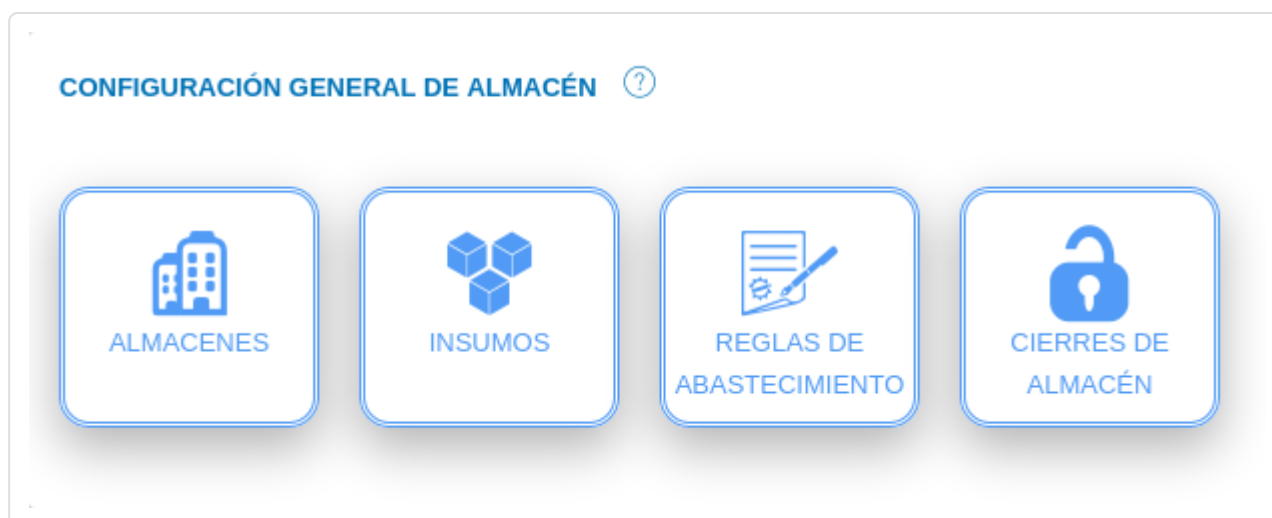 CONFIGURACIÓN GENERAL DE ALMACÉN ?
ALMACENES
INSUMOS
REGLAS DE
ABASTECIMIENTO
CIERRES DE
ALMACÉN